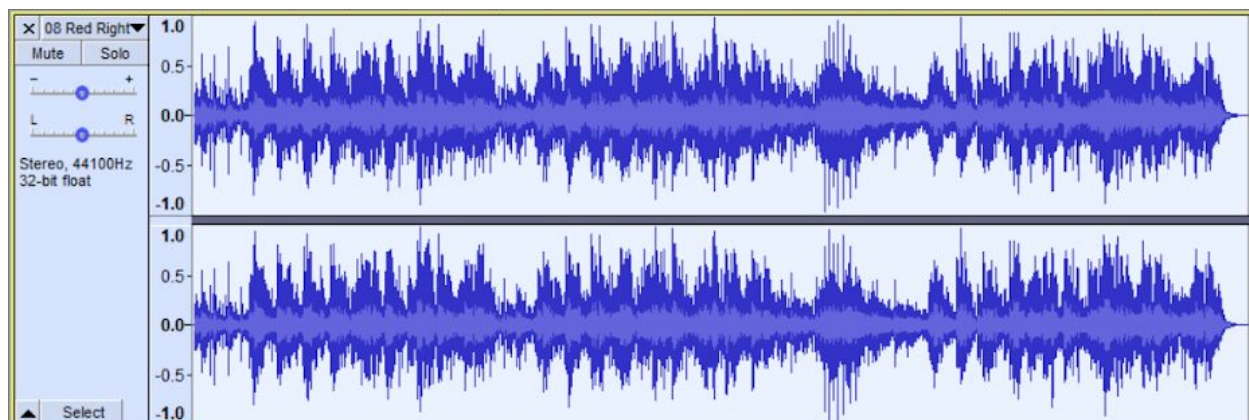 × 08 Red Right▼
Mute Solo
- +
L R
Stereo, 44100Hz
32-bit float
▲ Select
1.0
0.5-
0.0-
-0.5-
-1.0
1.0
0.5-
0.0-
-0.5-
-1.0